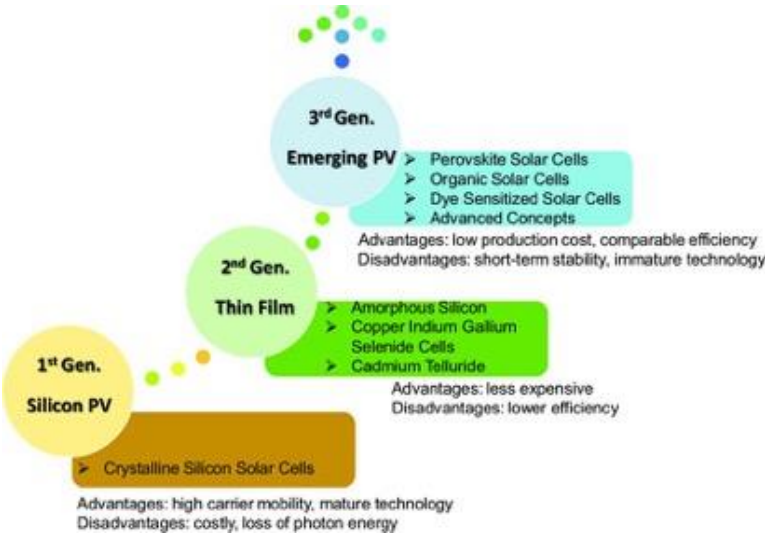 3rd Gen.
Emerging PV
➢ Perovskite Solar Cells
➢ Organic Solar Cells
➢ Dye Sensitized Solar Cells
➢ Advanced Concepts
Advantages: low production cost, comparable efficiency
Disadvantages: short-term stability, immature technology
2nd Gen.
Thin Film
➢ Amorphous Silicon
➢ Copper Indium Gallium
Selenide Cells
➢ Cadmium Telluride
Advantages: less expensive
Disadvantages: lower efficiency
1st Gen.
Silicon PV
➢ Crystalline Silicon Solar Cells
Advantages: high carrier mobility, mature technology
Disadvantages: costly, loss of photon energy